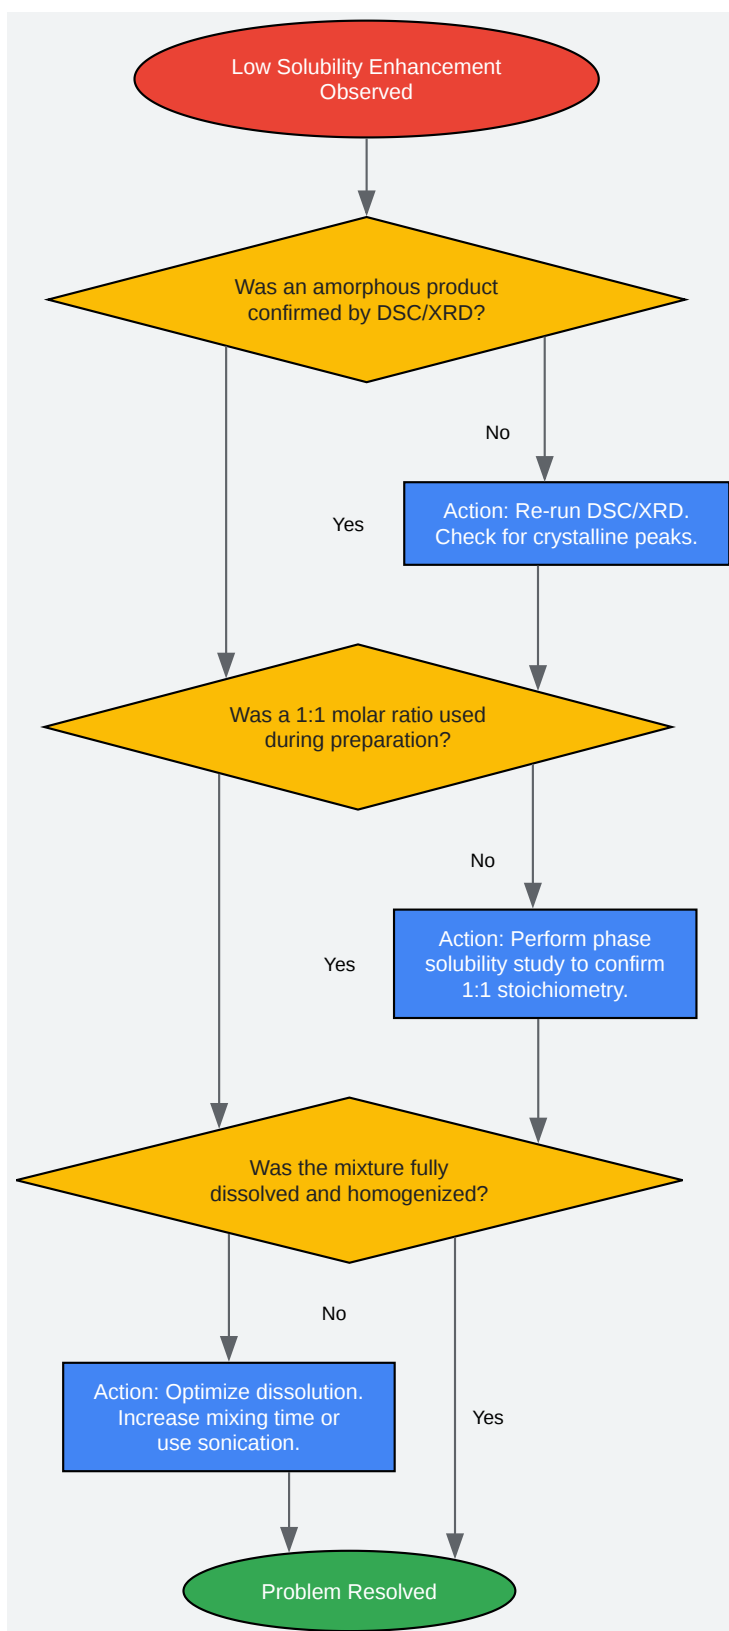 Low Solubility Enhancement
Observed
Was an amorphous product
confirmed by DSC/XRD?
No
Yes
Action: Re-run DSC/XRD.
Check for crystalline peaks.
Was a 1:1 molar ratio used
during preparation?
No
Yes
Action: Perform phase
solubility study to confirm
1:1 stoichiometry.
Was the mixture fully
dissolved and homogenized?
No
Action: Optimize dissolution.
Increase mixing time or
use sonication.
Yes
Problem Resolved